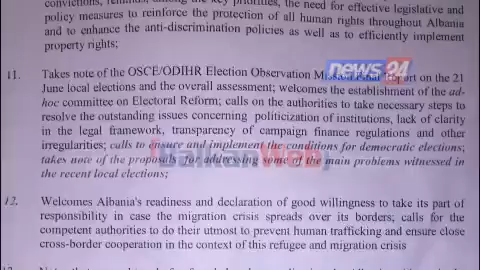 convictions, reminds, among the key priorities, the need for effective legislative and
policy measures to reinforce the protection of all human rights throughout Albania
and to enhance the anti-discrimination policies as well as to efficiently implement
property rights;
news 24
11. Takes note of the OSCE/ODIHR Election Observation Mission Final Report on the 21
June local elections and the overall assessment; welcomes the establishment of the ad-
hoc committee on Electoral Reform; calls on the authorities to take necessary steps to
resolve the outstanding issues concerning politicization of institutions, lack of clarity
in the legal framework, transparency of campaign finance regulations and other
irregularities; calls to ensure and implement the conditions for democratic elections;
BalkanWeb
takes note of the proposals for addressing some of the main problems witnessed in
the recent local elections;
12. Welcomes Albania's readiness and declaration of good willingness to take its part of
responsibility in case the migration crisis spreads over its borders; calls for the
competent authorities to do their utmost to prevent human trafficking and ensure close
cross-border cooperation in the context of this refugee and migration crisis